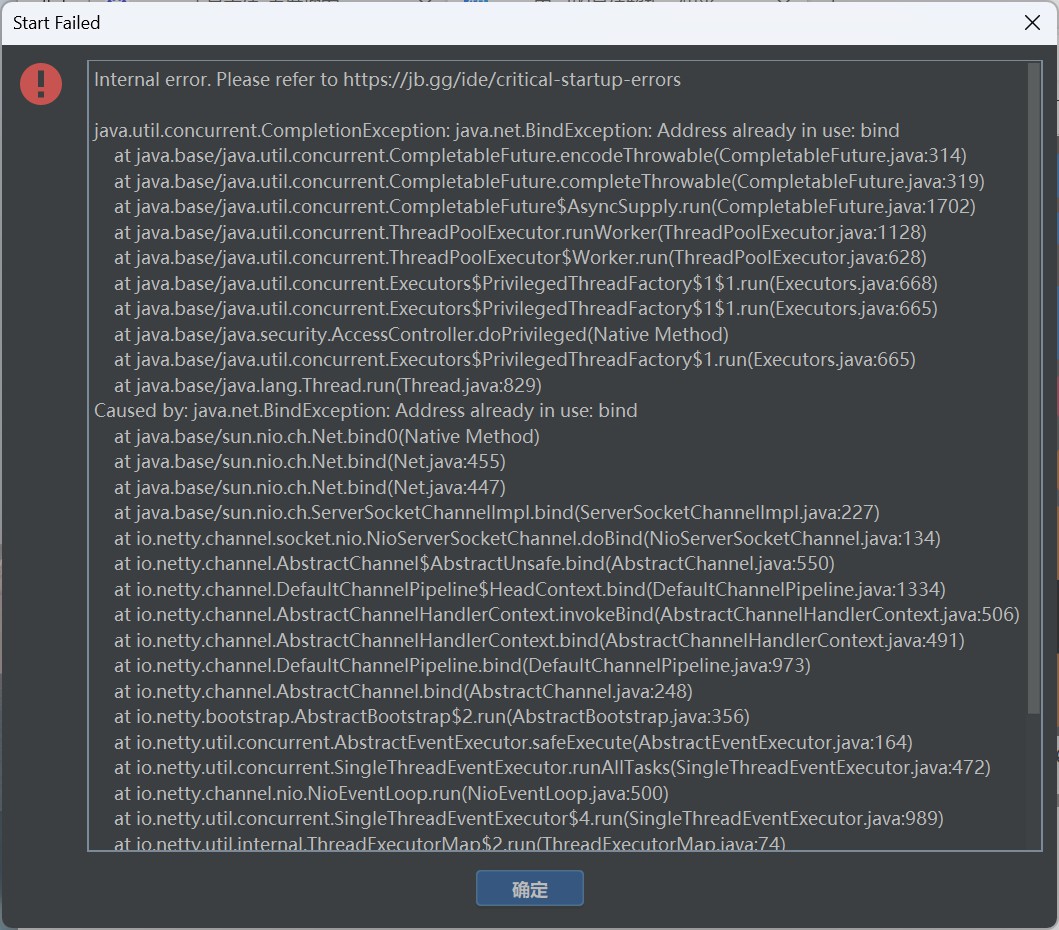 Start Failed
Internal error. Please refer to https://jb.gg/ide/critical-startup-errors
java.util.concurrent.CompletionException: java.net.BindException: Address already in use: bind
at java.base/java.util.concurrent.CompletableFuture.encodeThrowable(CompletableFuture.java:314)
at java.base/java.util.concurrent.CompletableFuture.completeThrowable(CompletableFuture.java:319)
at java.base/java.util.concurrent.CompletableFuture$AsyncSupply.run(CompletableFuture.java:1702)
at java.base/java.util.concurrent.ThreadPoolExecutor.runWorker(ThreadPoolExecutor.java:1128)
at java.base/java.util.concurrent.ThreadPoolExecutor$Worker.run(ThreadPoolExecutor.java:628)
at java.base/java.util.concurrent.Executors$PrivilegedThreadFactory$1$1.run(Executors.java:668)
at java.base/java.util.concurrent.Executors$PrivilegedThreadFactory$1$1.run(Executors.java:665)
at java.base/java.security.AccessController.doPrivileged(Native Method)
at java.base/java.util.concurrent.Executors$PrivilegedThreadFactory$1.run(Executors.java:665)
at java.base/java.lang.Thread.run(Thread.java:829)
Caused by: java.net.BindException: Address already in use: bind
at java.base/sun.nio.ch.Net.bind0(Native Method)
at java.base/sun.nio.ch.Net.bind(Net.java:455)
at java.base/sun.nio.ch.Net.bind(Net.java:447)
at java.base/sun.nio.ch.ServerSocketChannelImpl.bind(ServerSocketChannelImpl.java:227)
at io.netty.channel.socket.nio.NioServerSocketChannel.doBind(NioServerSocketChannel.java:134)
at io.netty.channel.AbstractChannel$AbstractUnsafe.bind(AbstractChannel.java:550)
at io.netty.channel.DefaultChannelPipeline$HeadContext.bind(DefaultChannelPipeline.java:1334)
at io.netty.channel.AbstractChannelHandlerContext.invokeBind(AbstractChannelHandlerContext.java:506)
at io.netty.channel.AbstractChannelHandlerContext.bind(AbstractChannelHandlerContext.java:491)
at io.netty.channel.DefaultChannelPipeline.bind(DefaultChannelPipeline.java:973)
at io.netty.channel.AbstractChannel.bind(AbstractChannel.java:248)
at io.netty.bootstrap.AbstractBootstrap$2.run(AbstractBootstrap.java:356)
at io.netty.util.concurrent.AbstractEventExecutor.safeExecute(AbstractEventExecutor.java:164)
at io.netty.util.concurrent.SingleThreadEventExecutor.runAllTasks(SingleThreadEventExecutor.java:472)
at io.netty.channel.nio.NioEventLoop.run(NioEventLoop.java:500)
at io.netty.util.concurrent.SingleThreadEventExecutor$4.run(SingleThreadEventExecutor.java:989)
at io.netty.util.internal.ThreadExecutorMap$2.run(ThreadExecutorMap.java:74)
确定